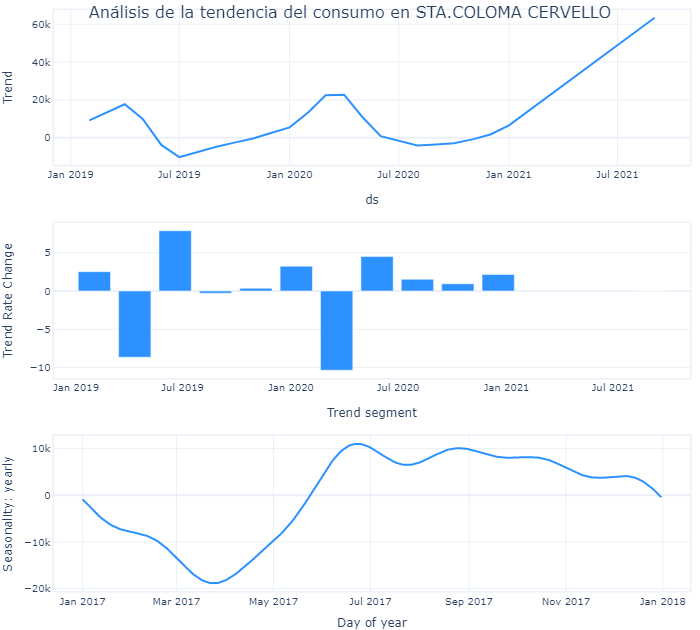 Análisis de la tendencia del consumo en STA.COLOMA CERVELLO
60k
40k
20k
0
Trend
Jan 2019 Jul 2019 Jan 2020 Jul 2020 Jan 2021 Jul 2021
ds
5
0
−5
−10
Trend Rate Change
Jan 2019 Jul 2019 Jan 2020 Jul 2020 Jan 2021 Jul 2021
Trend segment
10k
0
−10k
−20k
Seasonality: yearly
Jan 2017 Mar 2017 May 2017 Jul 2017 Sep 2017 Nov 2017 Jan 2018
Day of year